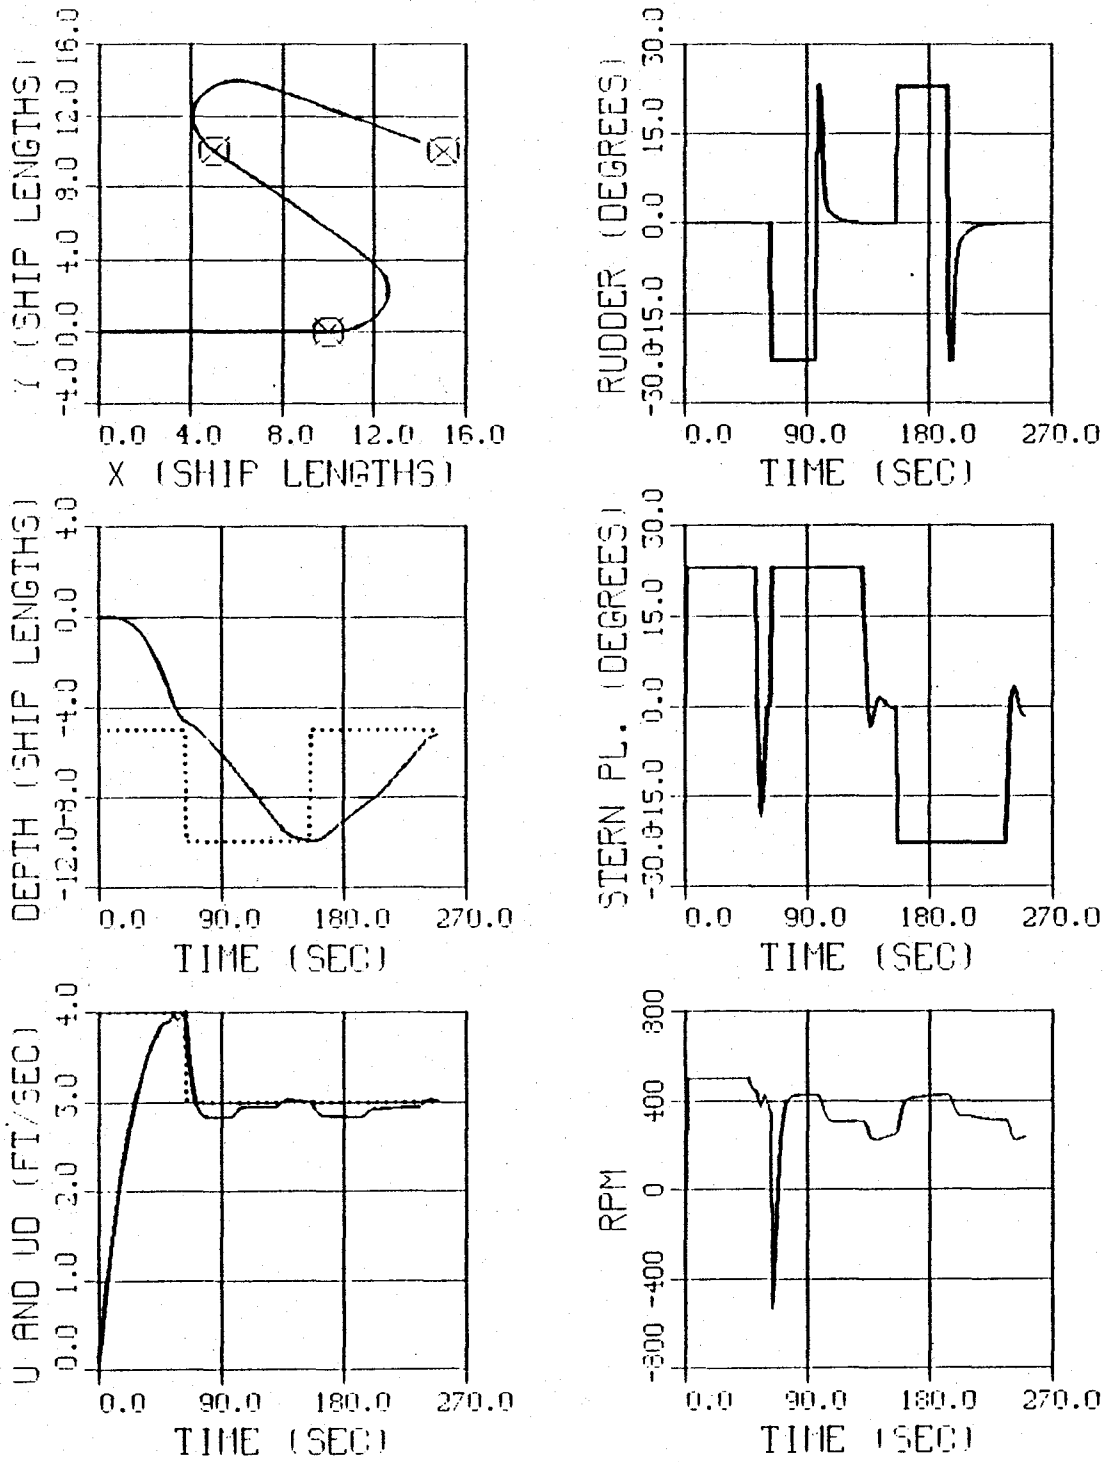 Y (SHIP LENGTHS)
16.0
12.0
8.0
4.0
0.0
-4.0
0.0 4.0 8.0 12.0 16.0
X (SHIP LENGTHS)
RUDDER (DEGREES)
30.0
15.0
0.0
-15.0
-30.0
0.0 90.0 180.0 270.0
TIME (SEC)
DEPTH (SHIP LENGTHS)
4.0
0.0
-4.0
-8.0
-12.0
0.0 90.0 180.0 270.0
TIME (SEC)
STERN PL. (DEGREES)
30.0
15.0
0.0
-15.0
-30.0
0.0 90.0 180.0 270.0
TIME (SEC)
U AND UD (FT/SEC)
4.0
3.0
2.0
1.0
0.0
0.0 90.0 180.0 270.0
TIME (SEC)
RPM
800
400
0
-400
-800
0.0 90.0 180.0 270.0
TIME (SEC)